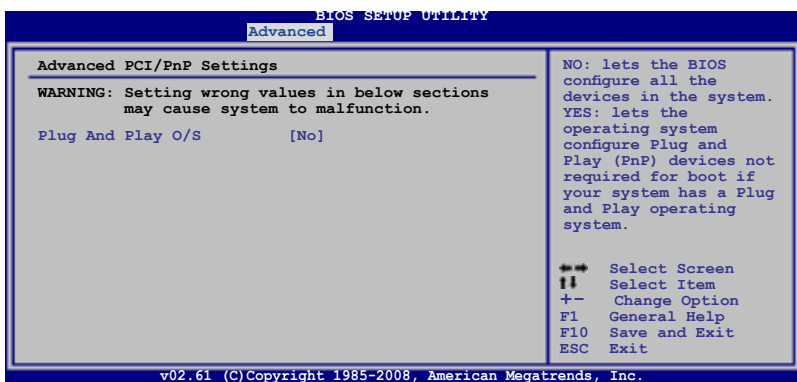 BIOS SETUP UTILITY
Advanced
Advanced PCI/PnP Settings
WARNING: Setting wrong values in below sections
may cause system to malfunction.
Plug And Play O/S [No]
NO: lets the BIOS
configure all the
devices in the system.
YES: lets the
operating system
configure Plug and
Play (PnP) devices not
required for boot if
your system has a Plug
and Play operating
system.
←→ Select Screen
↑↓ Select Item
+- Change Option
F1 General Help
F10 Save and Exit
ESC Exit
v02.61 (C)Copyright 1985-2008, American Megatrends, Inc.